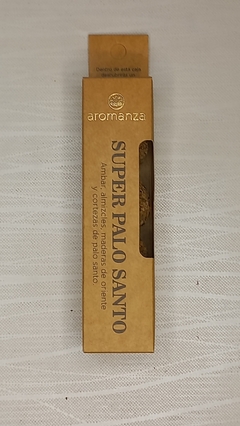 aromanza
SUPER PALO SANTO
Ámbar, almizcles, maderas de oriente
y cortezas de palo santo